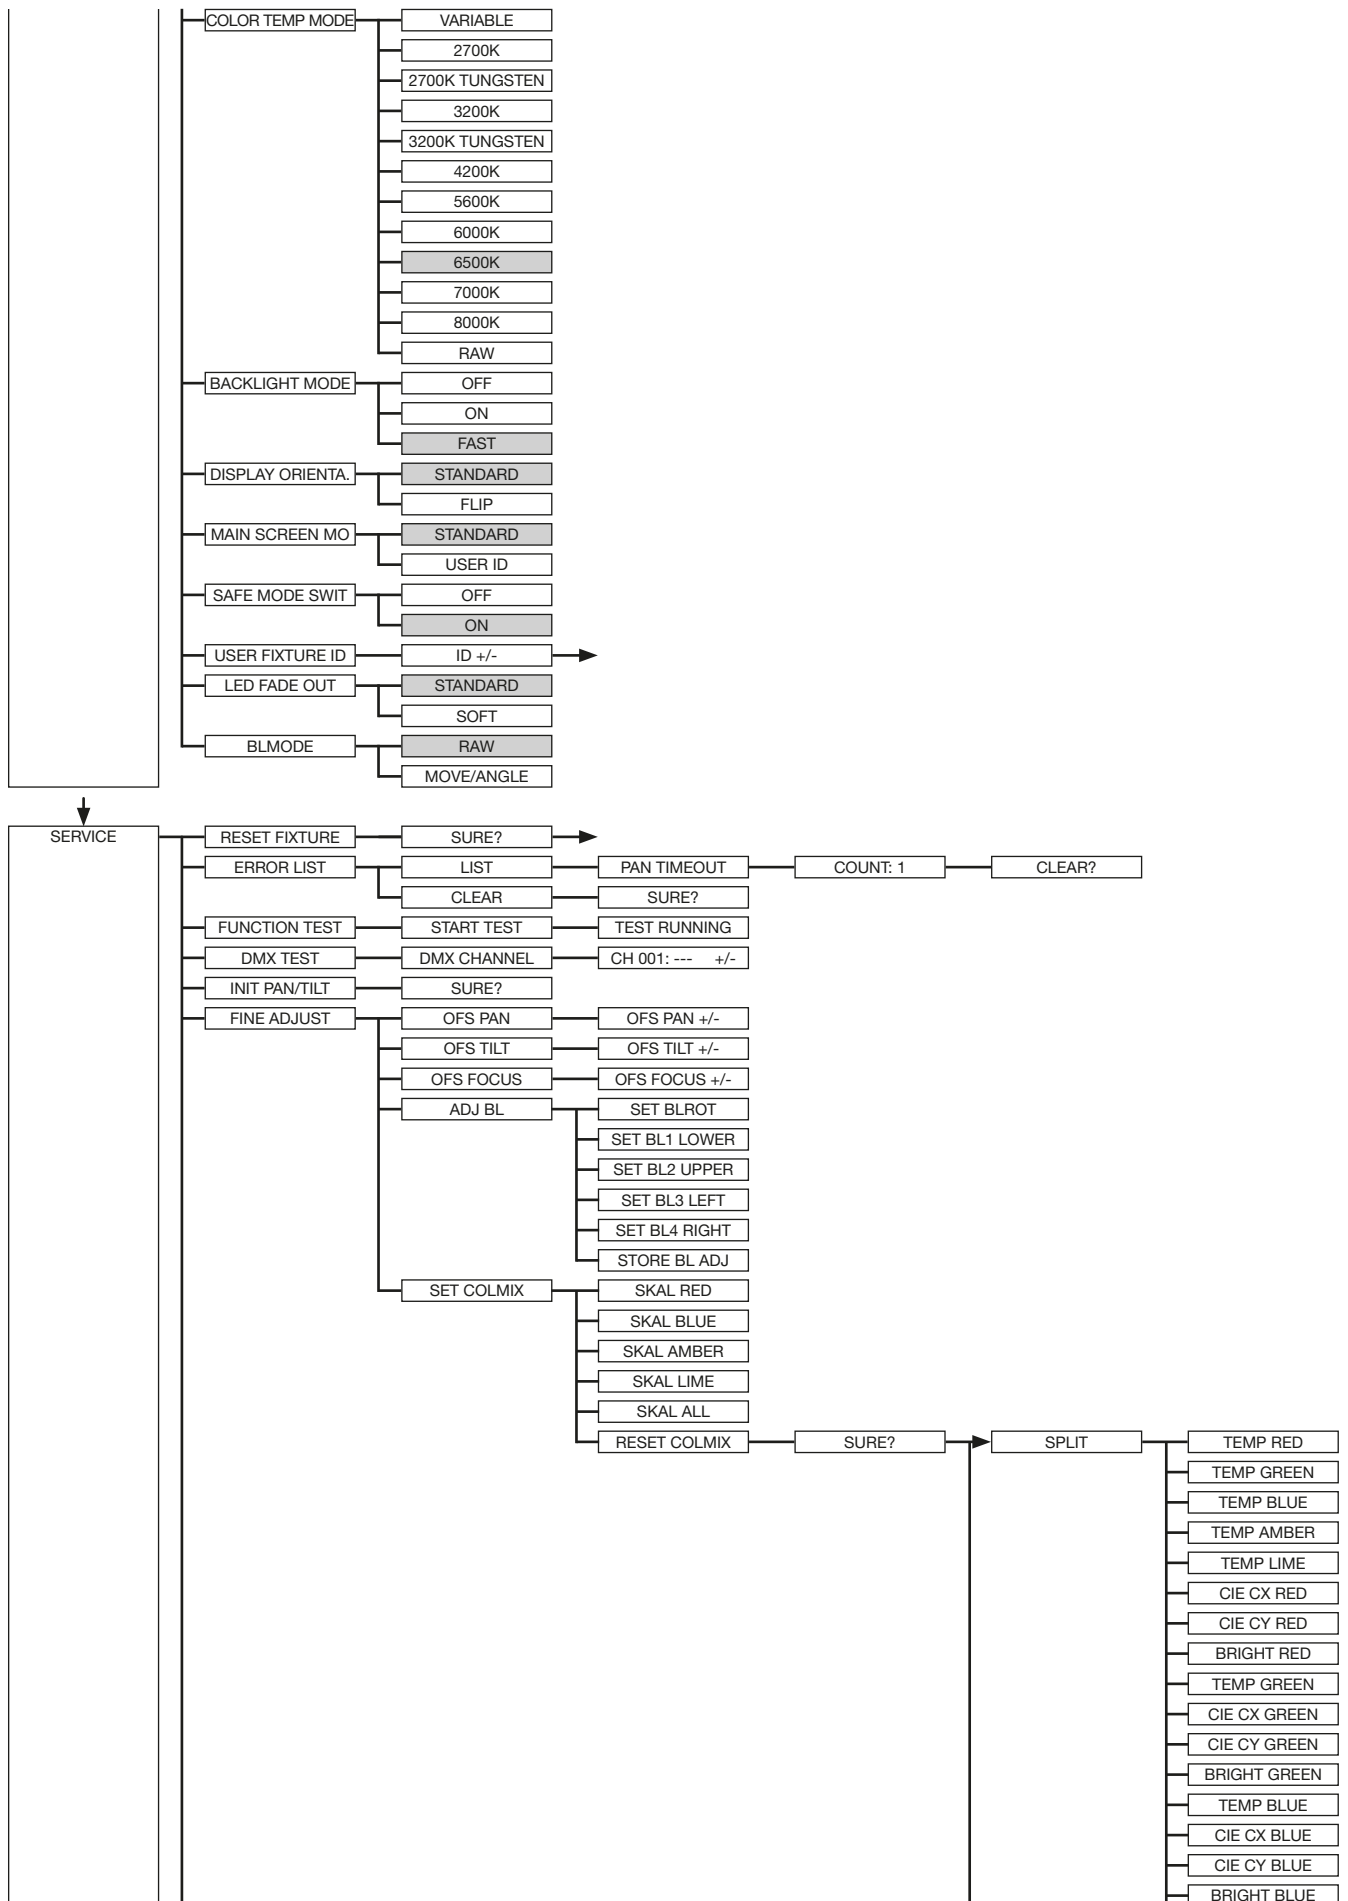 COLOR TEMP MODE VARIABLE
2700K
2700K TUNGSTEN
3200K
3200K TUNGSTEN
4200K
5600K
6000K
6500K
7000K
8000K
RAW
BACKLIGHT MODE OFF
ON
FAST
DISPLAY ORIENTA. STANDARD
FLIP
MAIN SCREEN MO STANDARD
USER ID
SAFE MODE SWIT OFF
ON
USER FIXTURE ID ID +/-
LED FADE OUT STANDARD
SOFT
BLMODE RAW
MOVE/ANGLE
SERVICE RESET FIXTURE SURE?
ERROR LIST LIST PAN TIMEOUT COUNT: 1 CLEAR?
CLEAR SURE?
FUNCTION TEST START TEST TEST RUNNING
DMX TEST DMX CHANNEL CH 001: --- +/-
INIT PAN/TILT SURE?
FINE ADJUST OFS PAN OFS PAN +/-
OFS TILT OFS TILT +/-
OFS FOCUS OFS FOCUS +/-
ADJ BL SET BLROT
SET BL1 LOWER
SET BL2 UPPER
SET BL3 LEFT
SET BL4 RIGHT
STORE BL ADJ
SET COLMIX SKAL RED
SKAL BLUE
SKAL AMBER
SKAL LIME
SKAL ALL
RESET COLMIX SURE? SPLIT TEMP RED
TEMP GREEN
TEMP BLUE
TEMP AMBER
TEMP LIME
CIE CX RED
CIE CY RED
BRIGHT RED
TEMP GREEN
CIE CX GREEN
CIE CY GREEN
BRIGHT GREEN
TEMP BLUE
CIE CX BLUE
CIE CY BLUE
BRIGHT BLUE